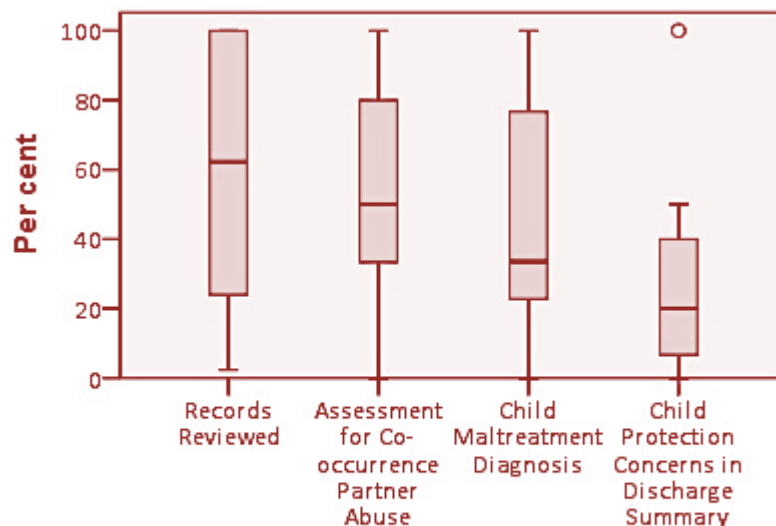 Per cent
100
80
60
40
20
0
Records
Reviewed
Assessment
for Co-
occurrence
Partner
Abuse
Child
Maltreatment
Diagnosis
Child
Protection
Concerns in
Discharge
Summary